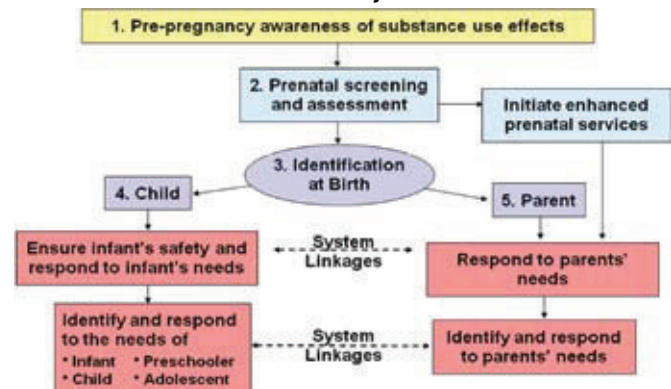 1. Pre-pregnancy awareness of substance use effects
2. Prenatal screening
and assessment
Initiate enhanced
prenatal services
3. Identification
at Birth
4. Child
5. Parent
Ensure infant's safety and
respond to infant's needs
System
Linkages
Respond to parents'
needs
Identify and respond
to the needs of
• Infant • Preschooler
• Child • Adolescent
System
Linkages
Identify and respond
to parents' needs